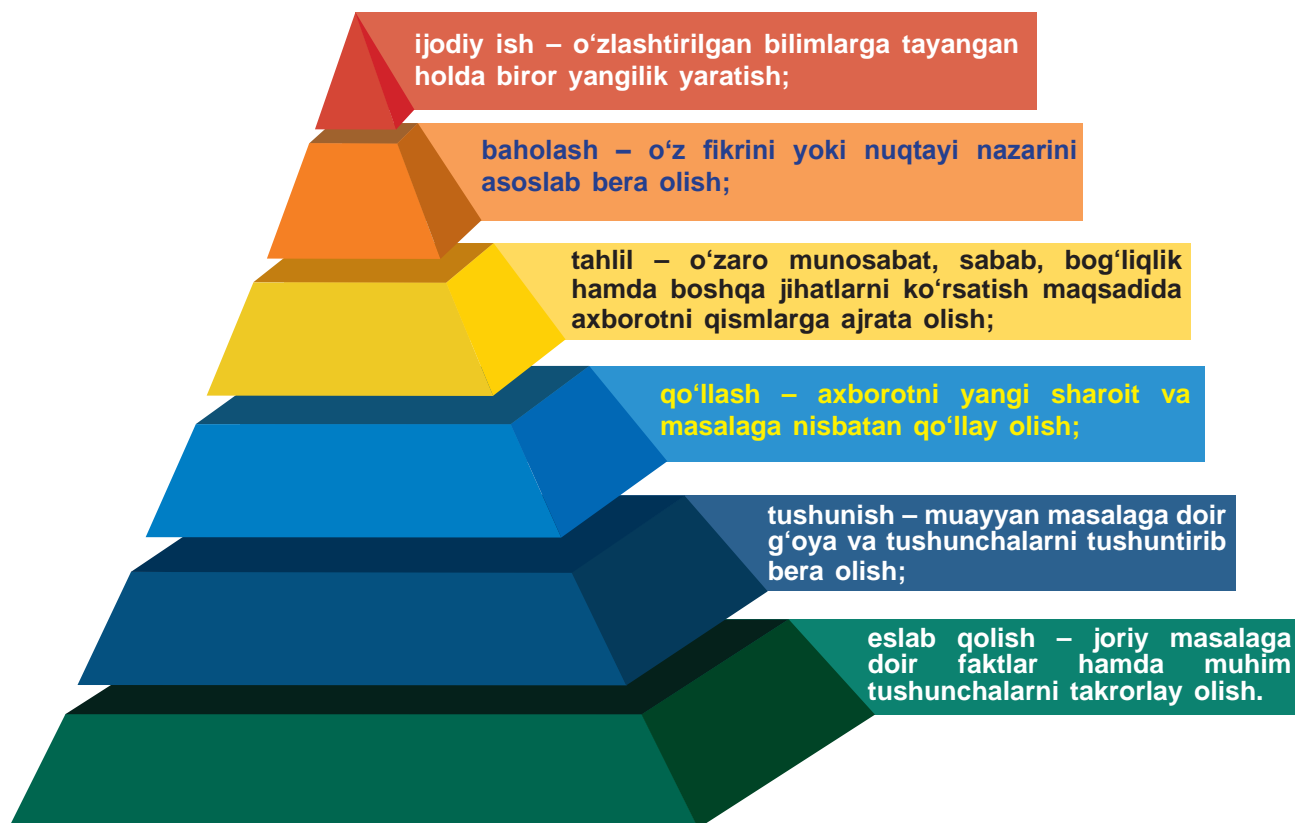 ijodiy ish – o‘zlashtirilgan bilimlarga tayangan
holda biror yangilik yaratish;
baholash – o‘z fikrini yoki nuqtayi nazarini
asoslab bera olish;
tahlil – o‘zaro munosabat, sabab, bog‘liqlik
hamda boshqa jihatlarni ko‘rsatish maqsadida
axborotni qismlarga ajrata olish;
qo‘llash – axborotni yangi sharoit va
masalaga nisbatan qo‘llay olish;
tushunish – muayyan masalaga doir
g‘oya va tushunchalarni tushuntirib
bera olish;
eslab qolish – joriy masalaga
doir faktlar hamda muhim
tushunchalarni takrorlay olish.